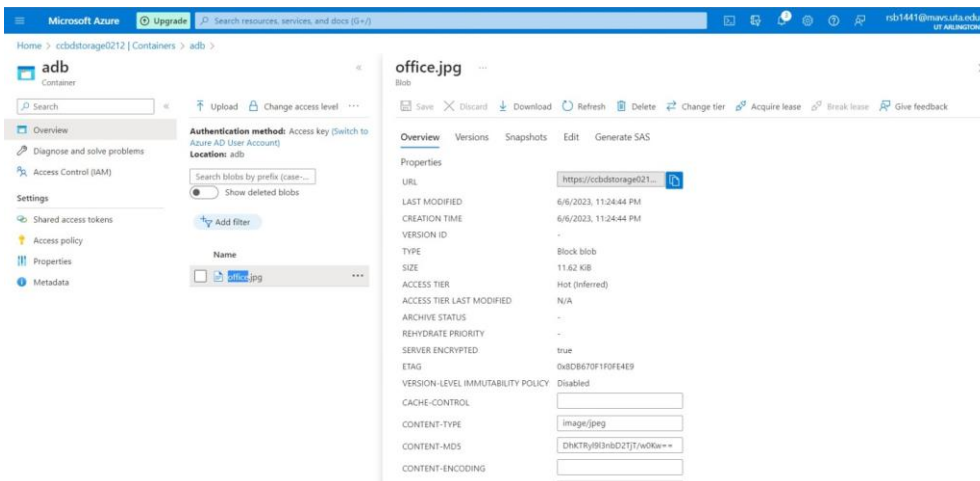 Microsoft Azure
Upgrade
Search resources, services, and docs (G+/)
rsb1441@mavs.uta.edu
UT ARLINGTON
Home > ccbdstorage0212 | Containers > adb >
adb
Container
Search
Overview
Diagnose and solve problems
Access Control (IAM)
Settings
Shared access tokens
Access policy
Properties
Metadata
Upload Change access level ...
Authentication method: Access key (Switch to
Azure AD User Account)
Location: adb
Search blobs by prefix (case-...
Show deleted blobs
Add filter
Name
office.jpg ...
office.jpg ...
Blob
Save Discard Download Refresh Delete Change tier Acquire lease Break lease Give feedback
Overview Versions Snapshots Edit Generate SAS
Properties
URL https://ccbdstorage021...
LAST MODIFIED 6/6/2023, 11:24:44 PM
CREATION TIME 6/6/2023, 11:24:44 PM
VERSION ID -
TYPE Block blob
SIZE 11.62 KiB
ACCESS TIER Hot (Inferred)
ACCESS TIER LAST MODIFIED N/A
ARCHIVE STATUS -
REHYDRATE PRIORITY -
SERVER ENCRYPTED true
ETAG 0x8DB670F1F0FE4E9
VERSION-LEVEL IMMUTABILITY POLICY Disabled
CACHE-CONTROL
CONTENT-TYPE image/jpeg
CONTENT-MD5
CONTENT-ENCODING